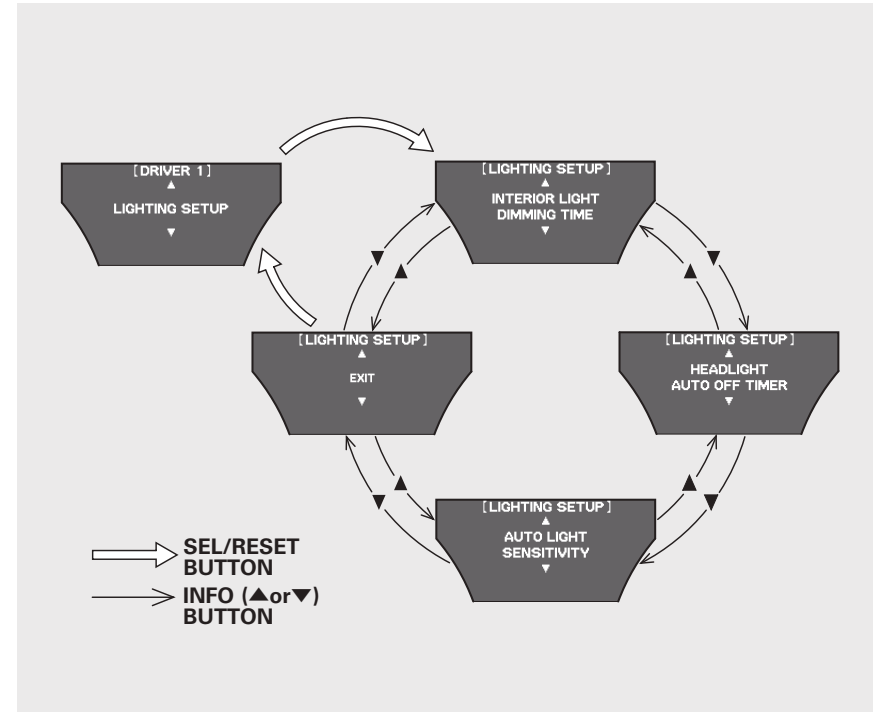 [DRIVER 1]
▲
LIGHTING SETUP
▼
[LIGHTING SETUP]
▲
INTERIOR LIGHT
DIMMING TIME
▼
▼
▲
▼
▲
[LIGHTING SETUP]
▲
EXIT
▼
[LIGHTING SETUP]
▲
HEADLIGHT
AUTO OFF TIMER
▼
▲
▼
▲
▼
[LIGHTING SETUP]
▲
AUTO LIGHT
SENSITIVITY
▼
SEL/RESET
BUTTON
INFO (▲or▼)
BUTTON